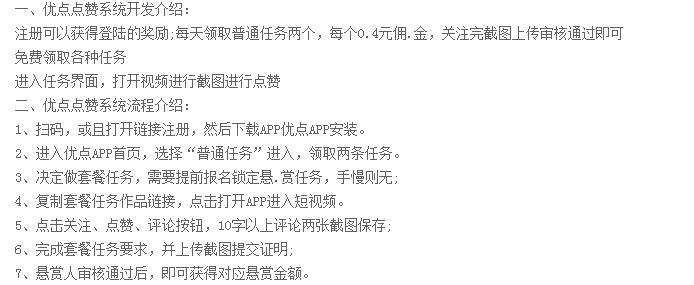 一、优点点赞系统开发介绍：
注册可以获得登陆的奖励;每天领取普通任务两个，每个0.4元佣.金，关注完截图上传审核通过即可
免费领取各种任务
进入任务界面，打开视频进行截图进行点赞
二、优点点赞系统流程介绍：
1、扫码，或且打开链接注册，然后下载APP优点APP安装。
2、进入优点APP首页，选择“普通任务”进入，领取两条任务。
3、决定做套餐任务，需要提前报名锁定悬.赏任务，手慢则无;
4、复制套餐任务作品链接，点击打开APP进入短视频。
5、点击关注、点赞、评论按钮，10字以上评论两张截图保存;
6、完成套餐任务要求，并上传截图提交证明;
7、悬赏人审核通过后，即可获得对应悬赏金额。